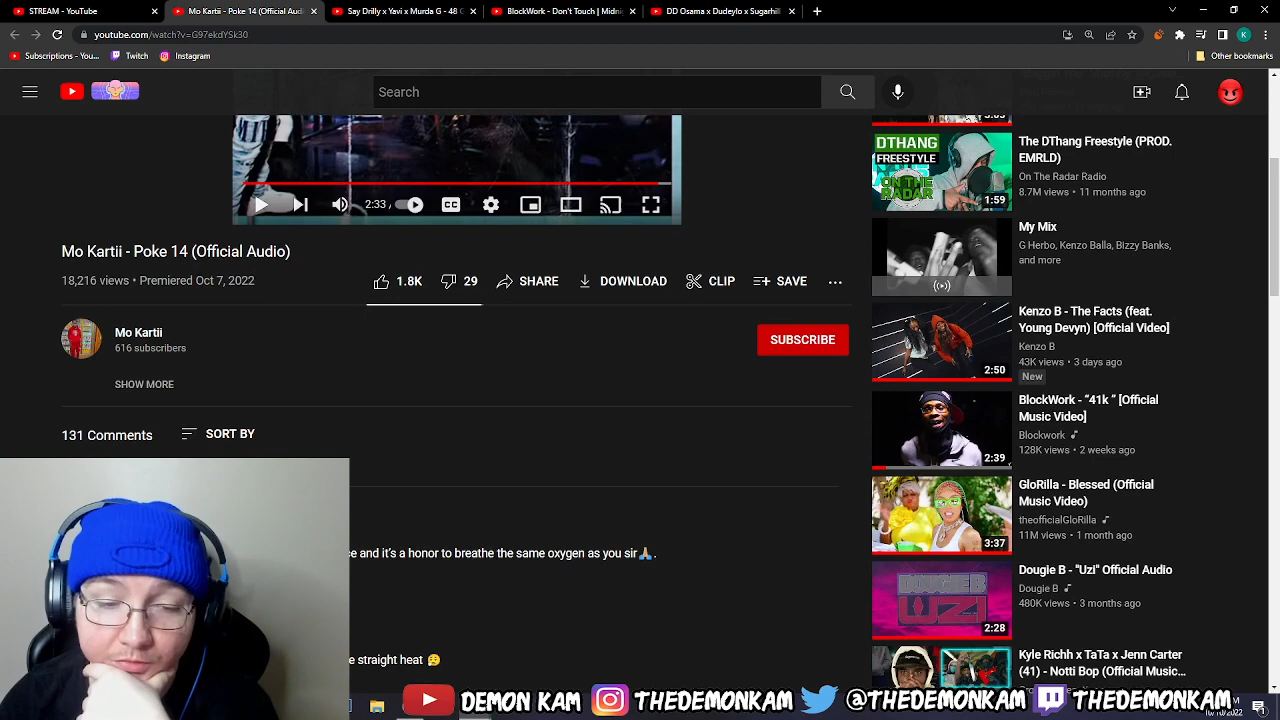 STREAM - YouTube
Mo Kartii - Poke 14 (Official Audi
Say Drilly x Yavi x Murda G - 48 E
BlockWork - Don't Touch [ Midnig
DD Osama x Dudeylo x Sugarhill
youtube.com/watch?v=G97ekdYSk30
K
Subscriptions - You...
Twitch
Instagram
Other bookmarks
Search
2:33 /
CC
Mo Kartii - Poke 14 (Official Audio)
18,216 views • Premiered Oct 7, 2022
1.8K
29
SHARE
DOWNLOAD
CLIP
SAVE
Mo Kartii
616 subscribers
SUBSCRIBE
SHOW MORE
131 Comments
SORT BY
e and it's a honor to breathe the same oxygen as you sir🙏🏼.
e straight heat 😮‍💨
DTHANG
FREESTYLE
ON THE
RADAR
1:59
The DThang Freestyle (PROD.
EMRLD)
On The Radar Radio
8.7M views • 11 months ago
My Mix
G Herbo, Kenzo Balla, BIzzy Banks,
and more
2:50
Kenzo B - The Facts (feat.
Young Devyn) [Official Video]
Kenzo B
43K views • 3 days ago
New
2:39
BlockWork - “41k ” [Official
Music Video]
Blockwork
128K views • 2 weeks ago
3:37
GloRilla - Blessed (Official
Music Video)
theofficialGloRilla
11M views • 1 month ago
DOUGIE B
UZI
2:28
Dougie B - "Uzi" Official Audio
Dougie B
480K views • 3 months ago
Kyle Richh x TaTa x Jenn Carter
(41) - Notti Bop (Official Music...
DEMON KAM
THEDEMONKAM
@THEDEMONKAM
THEDEMONKAM